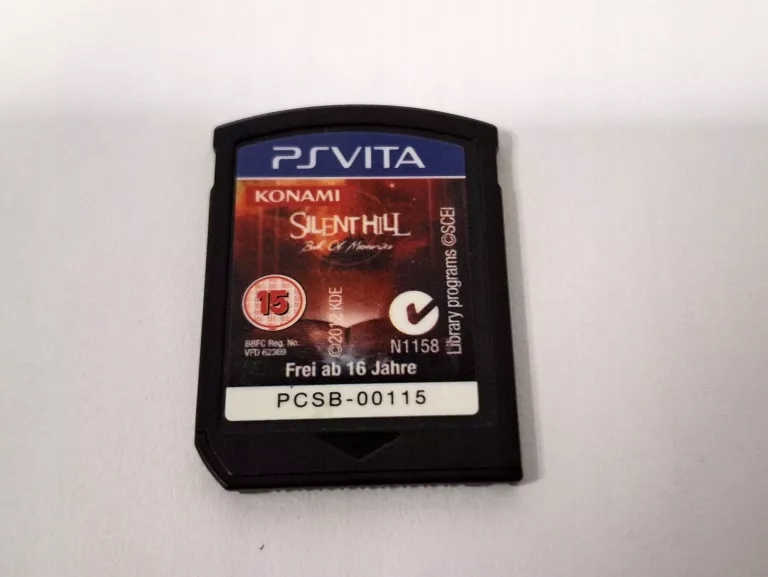 PSVITA
KONAMI
SILENT HILL
Book Of Memories
15
BBFC Reg. No.
VFD 62369
©2012 KDE
N1158
Library programs ©SCEI
Frei ab 16 Jahre
PCSB-00115